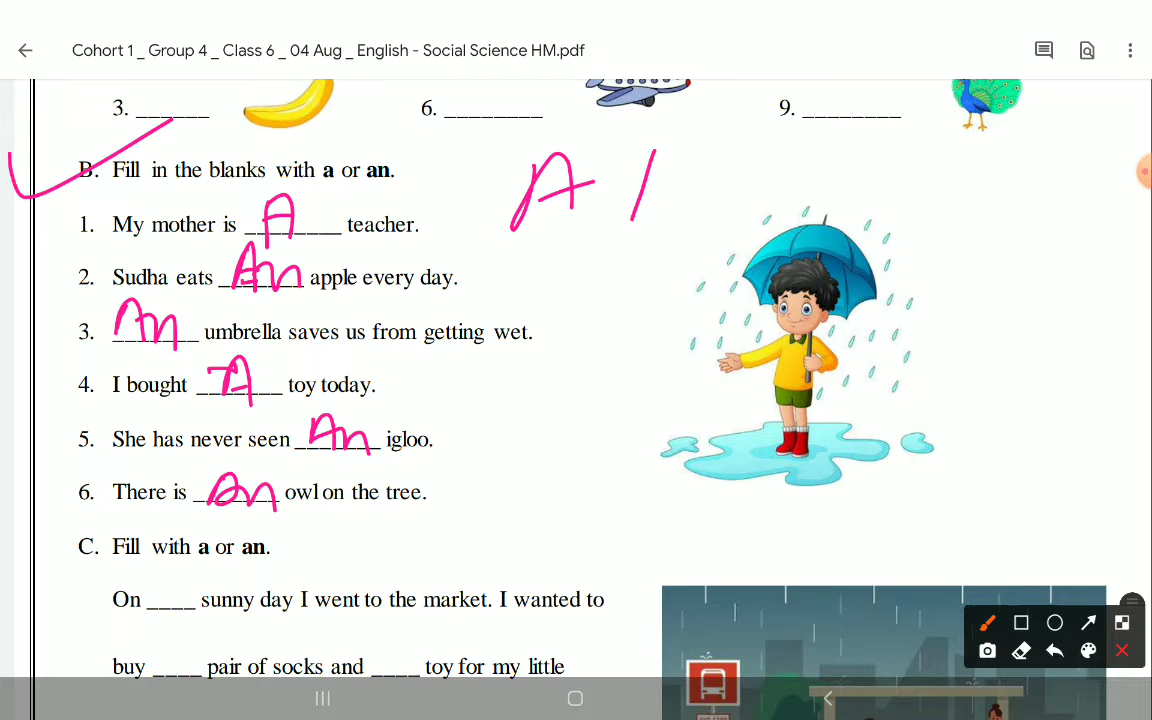 Cohort 1 _ Group 4 _ Class 6 _ 04 Aug _ English - Social Science HM.pdf
3. ______ 6. ________ 9. ________
B. Fill in the blanks with a or an.
A
1. My mother is A teacher.
2. Sudha eats An apple every day.
3. An umbrella saves us from getting wet.
4. I bought A toy today.
5. She has never seen An igloo.
6. There is An owl on the tree.
C. Fill with a or an.
On ____ sunny day I went to the market. I wanted to
buy ____ pair of socks and ____ toy for my little